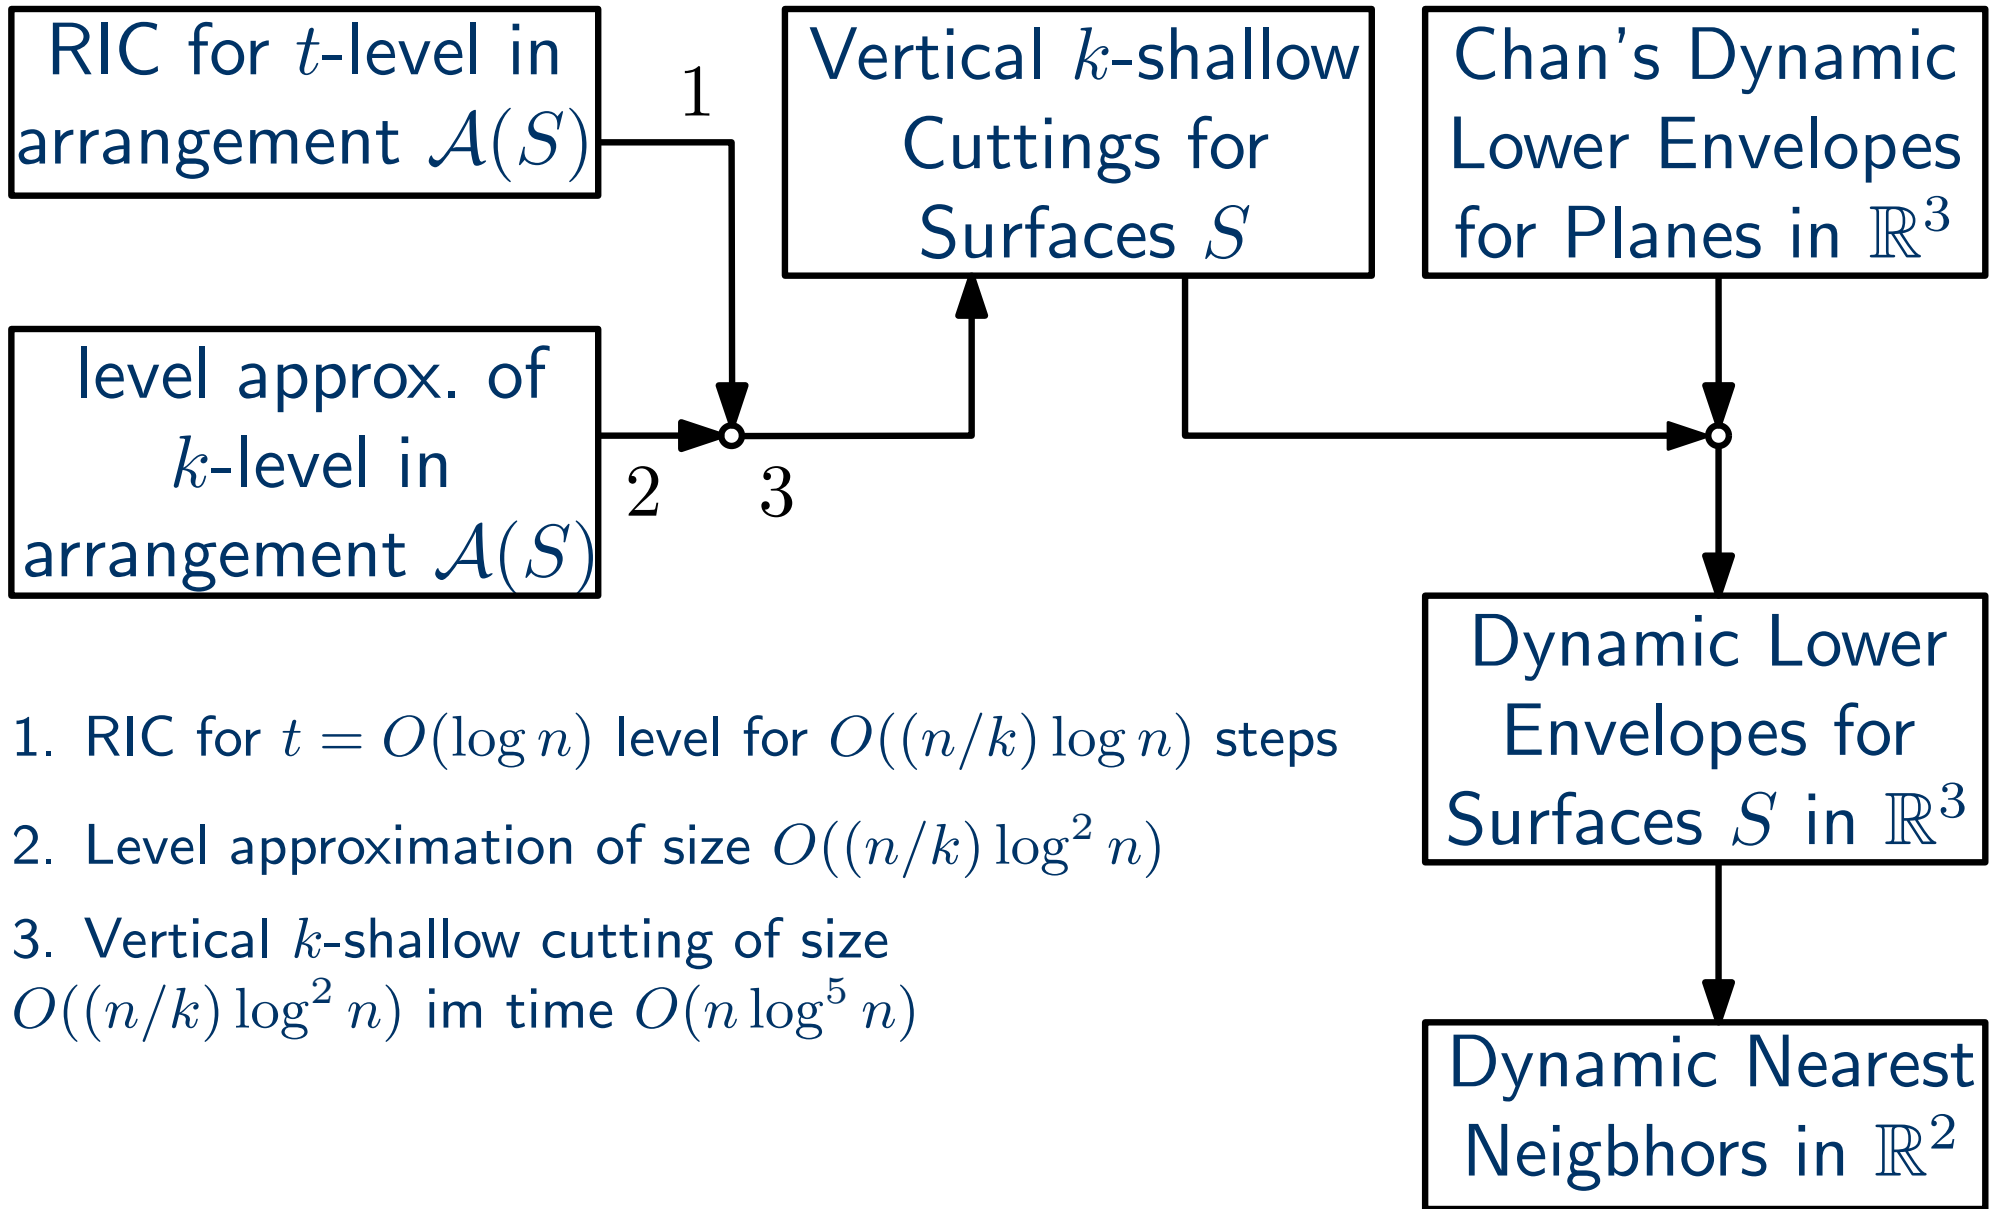 RIC for t-level in
arrangement 𝒜(S)
1
level approx. of
k-level in
arrangement 𝒜(S)
2
3
Vertical k-shallow
Cuttings for
Surfaces S
Chan's Dynamic
Lower Envelopes
for Planes in ℝ³
Dynamic Lower
Envelopes for
Surfaces S in ℝ³
Dynamic Nearest
Neigbhors in ℝ²
1. RIC for t = O(log n) level for O((n/k) log n) steps
2. Level approximation of size O((n/k) log² n)
3. Vertical k-shallow cutting of size
O((n/k) log² n) im time O(n log⁵ n)